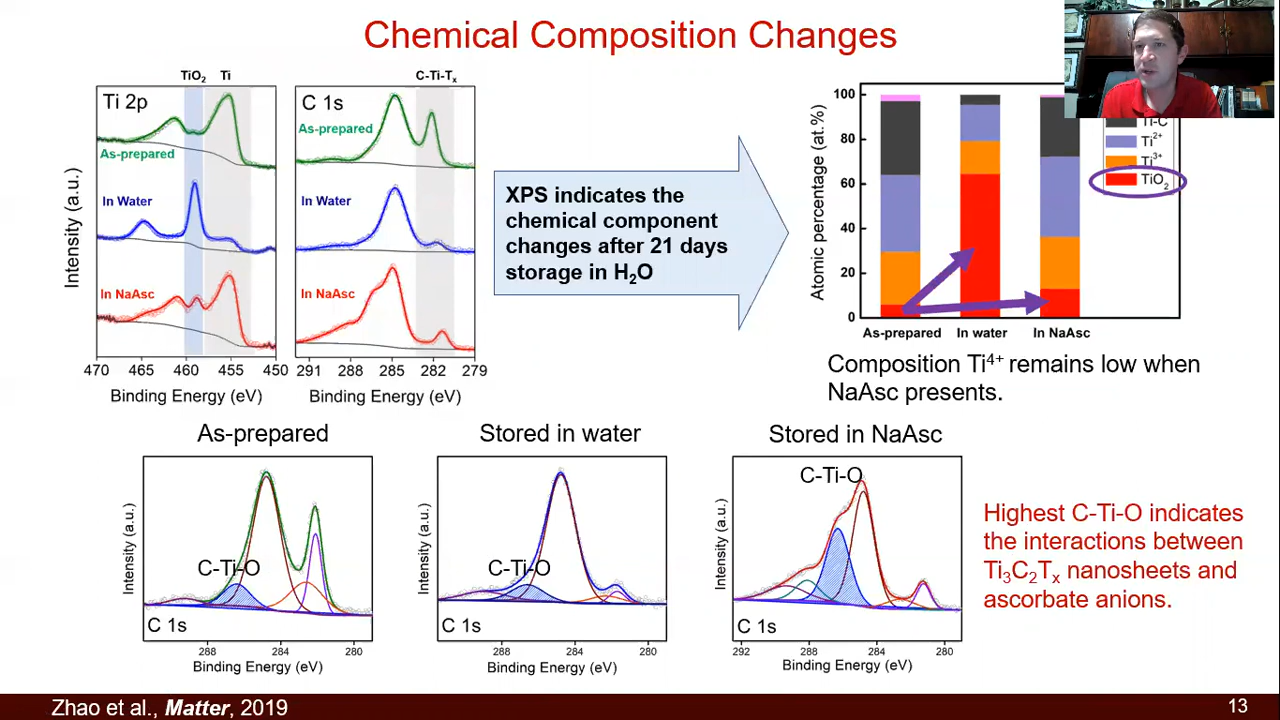 Chemical Composition Changes
TiO₂ Ti
C-Ti-Tₓ
Ti 2p
C 1s
As-prepared
As-prepared
In Water
In Water
In NaAsc
In NaAsc
Intensity (a.u.)
470 465 460 455 450
291 288 285 282 279
Binding Energy (eV)
Binding Energy (eV)
XPS indicates the
chemical component
changes after 21 days
storage in H₂O
Atomic percentage (at.%)
100
80
60
40
20
0
Ti-C
Ti²⁺
Ti³⁺
TiO₂
As-prepared In water In NaAsc
Composition Ti⁴⁺ remains low when
NaAsc presents.
As-prepared
Stored in water
Stored in NaAsc
Intensity (a.u.)
C-Ti-O
C 1s
288 284 280
Binding Energy (eV)
Intensity (a.u.)
C-Ti-O
C 1s
288 284 280
Binding Energy (eV)
Intensity (a.u.)
C-Ti-O
C 1s
292 288 284 280
Binding Energy (eV)
Highest C-Ti-O indicates
the interactions between
Ti₃C₂Tₓ nanosheets and
ascorbate anions.
Zhao et al., Matter, 2019
13